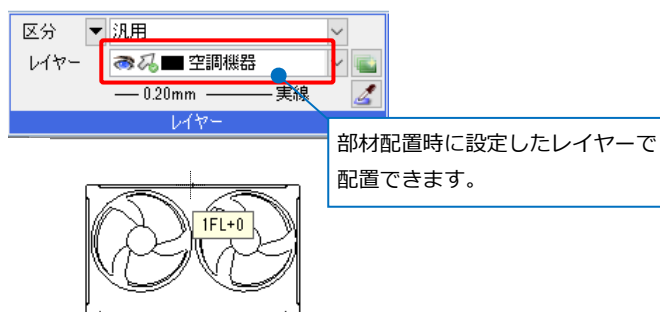 区分 汎用
レイヤー 空調機器
0.20mm 実線
レイヤー
部材配置時に設定したレイヤーで
配置できます。
1FL+0